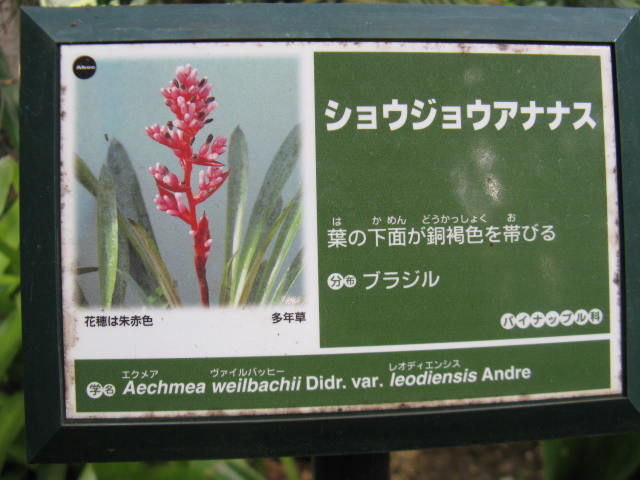 ショウジョウアナナス
は か めん どうかっしょく お
葉の下面が銅褐色を帯びる
分布 ブラジル
花穂は朱赤色 多年草
パイナップル科
エクメア ヴァイルバッヒー レオディエンシス
学名 Aechmea weilbachii Didr. var. leodiensis Andre